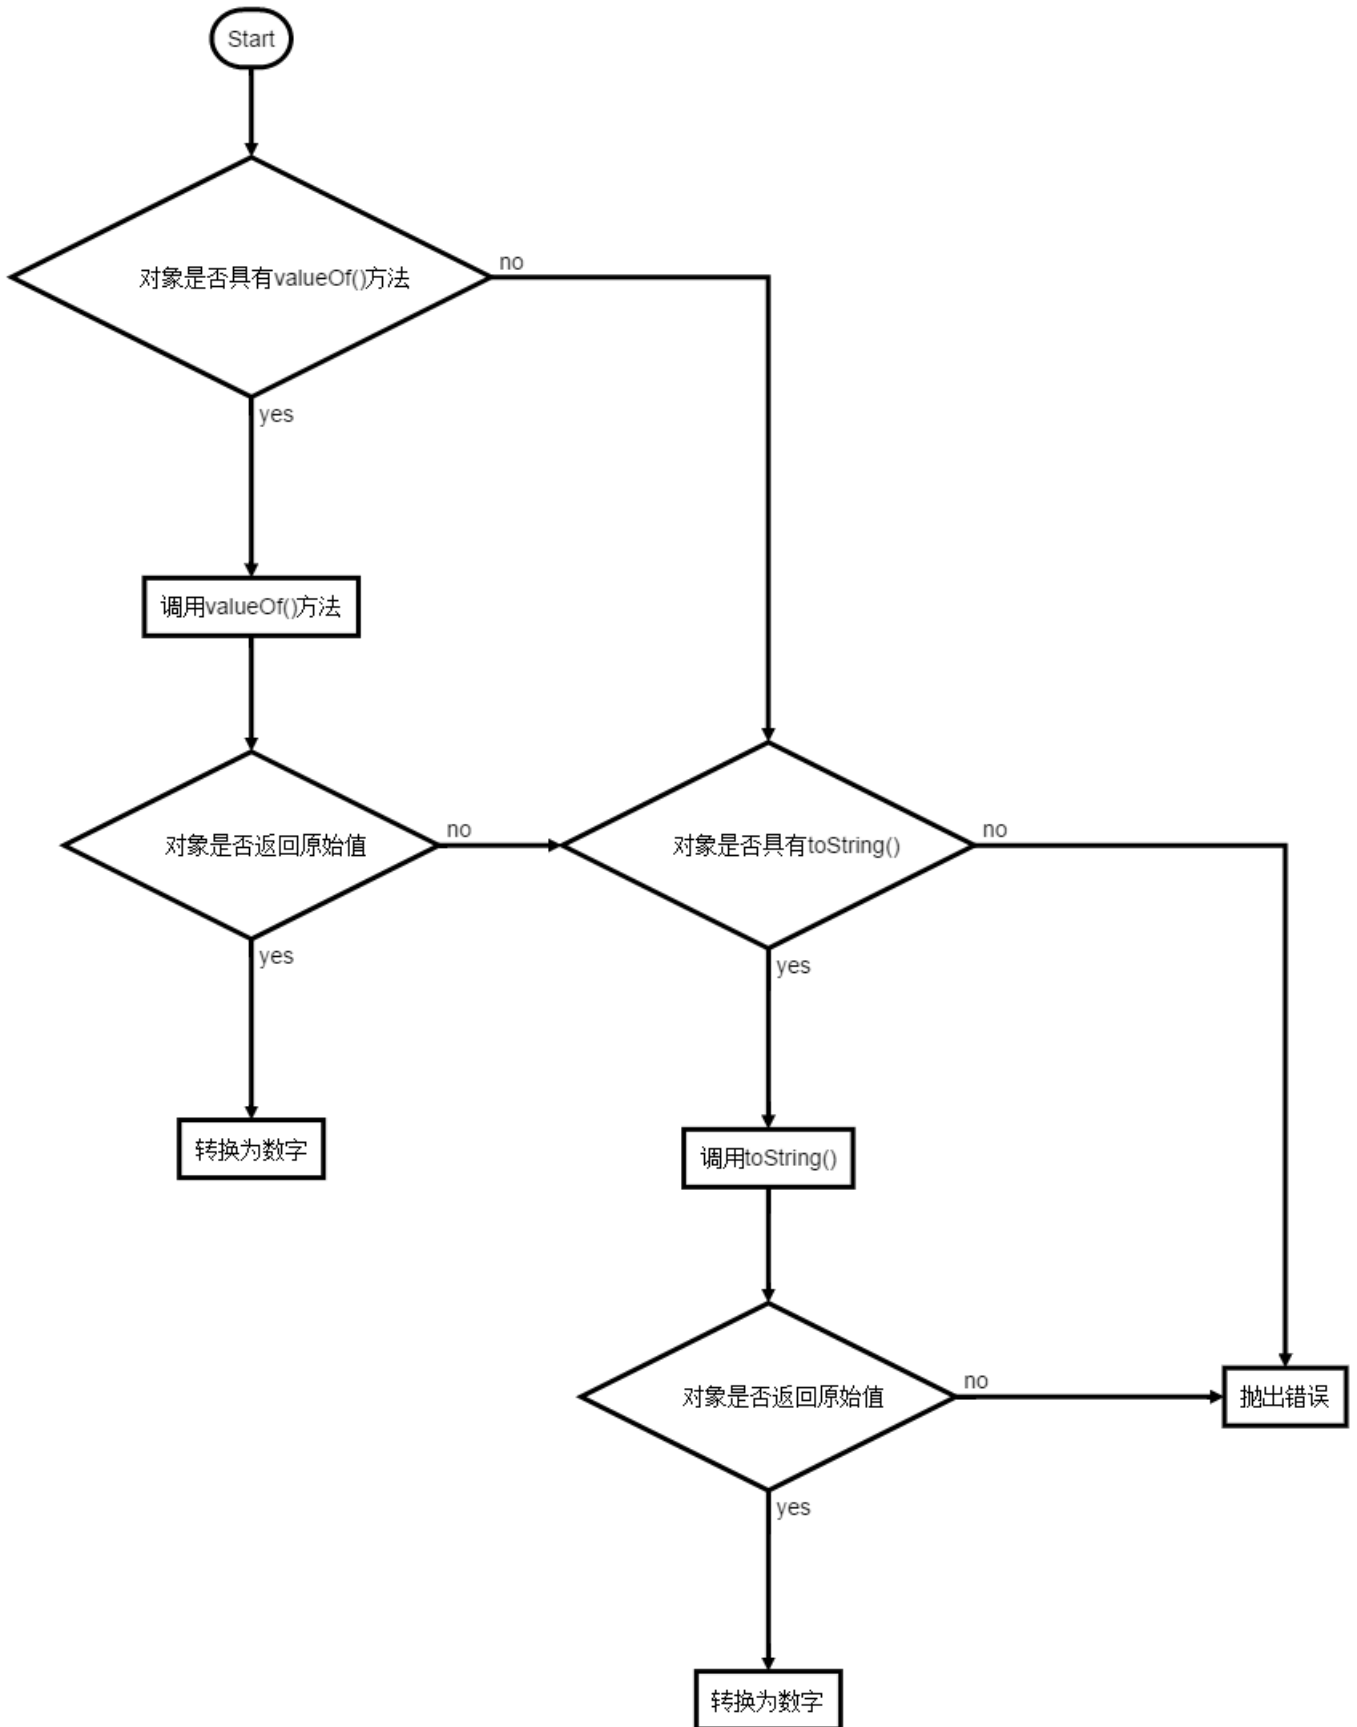 Start
对象是否具有valueOf()方法
no
yes
调用valueOf()方法
对象是否返回原始值
no
对象是否具有toString()
no
yes
yes
转换为数字
调用toString()
对象是否返回原始值
no
抛出错误
yes
转换为数字